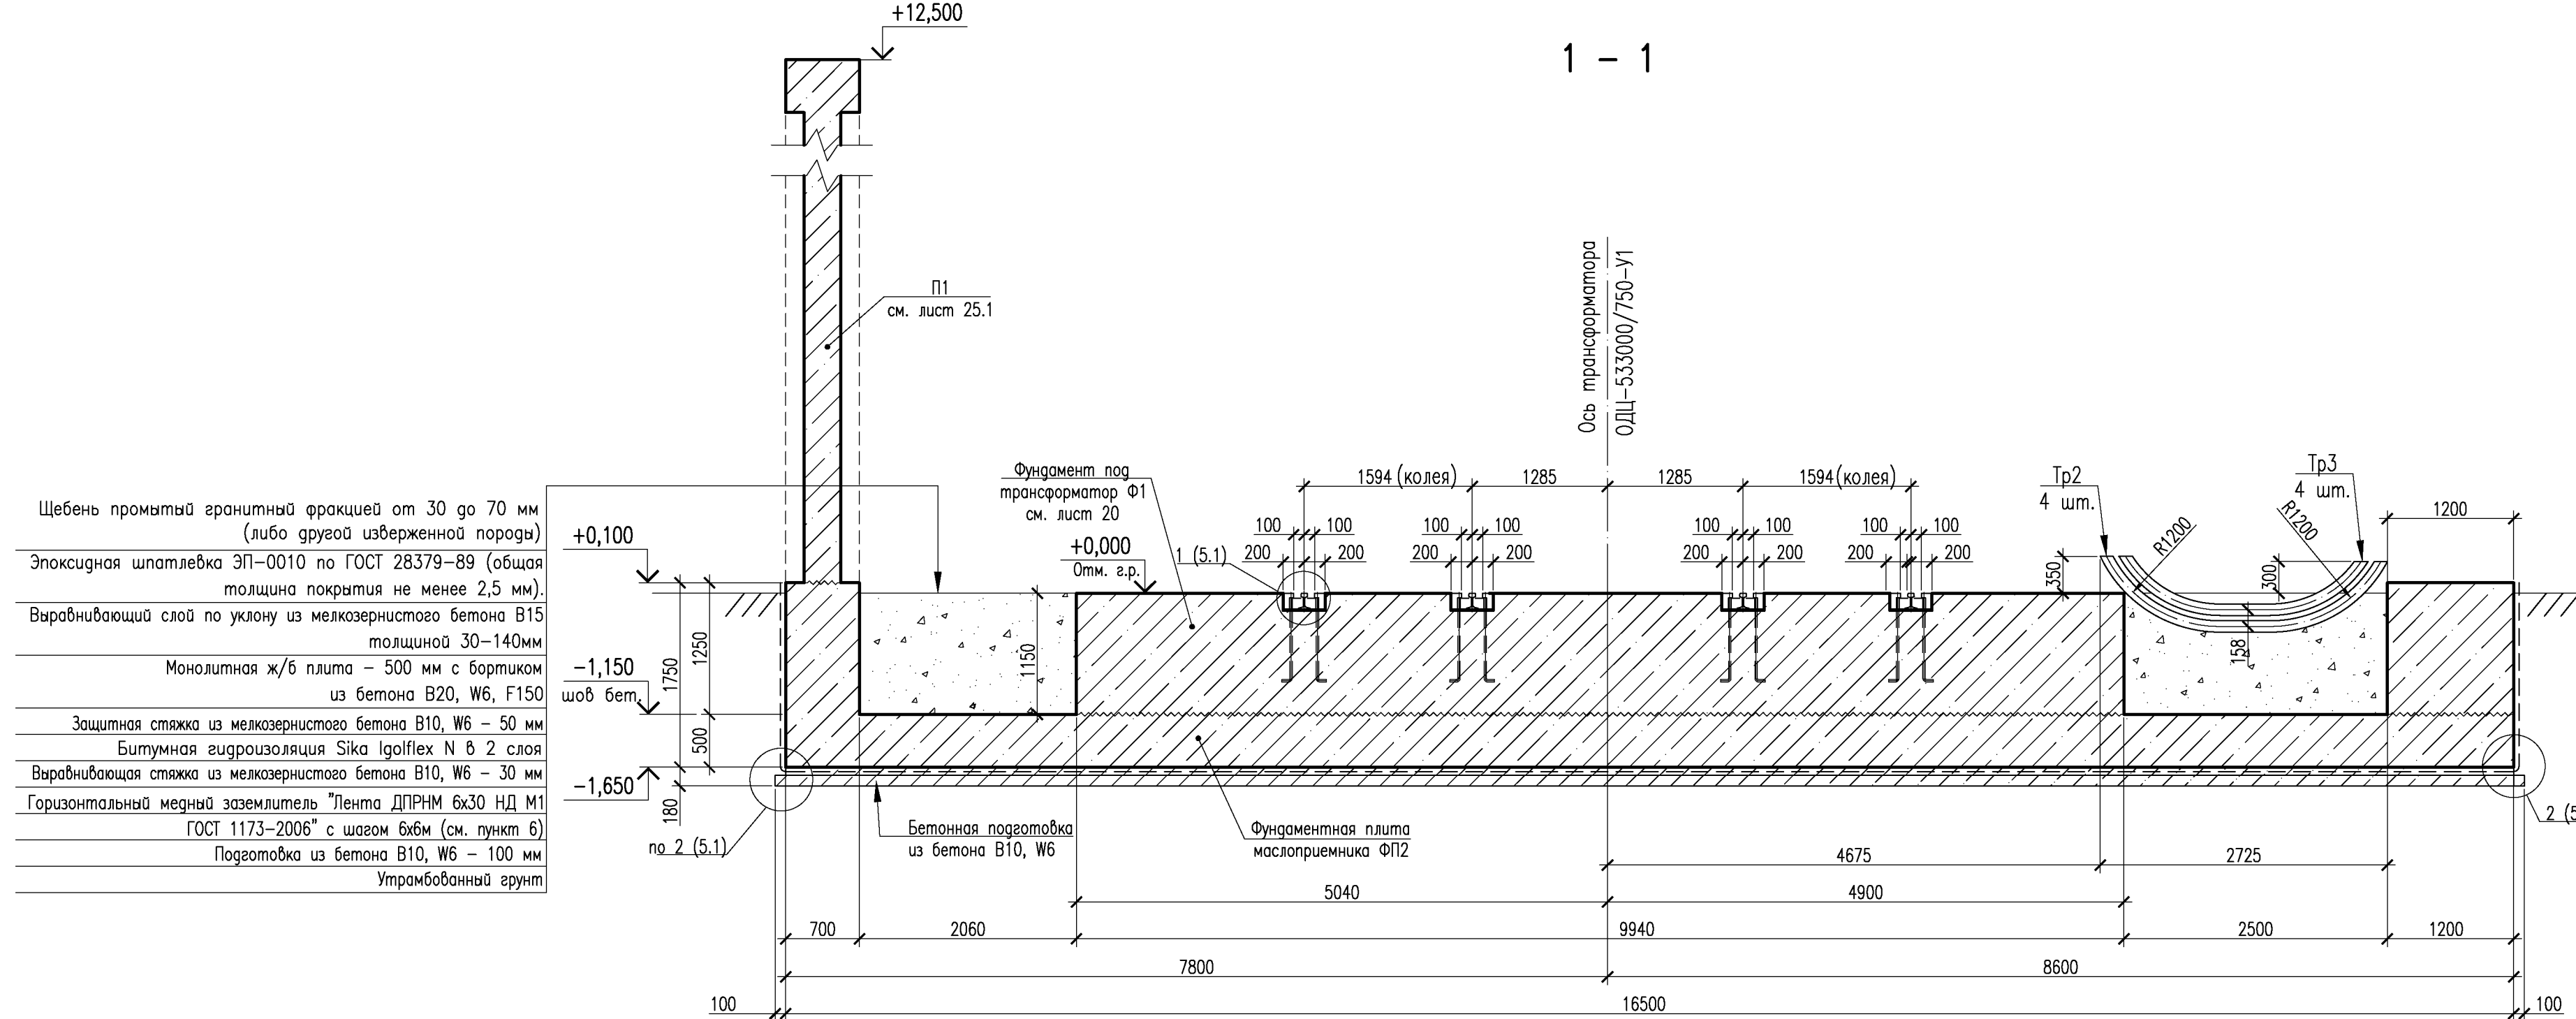 1 - 1
+12,500
П1
см. лист 25.1
Ось трансформатора
ОДЦ-533000/750-У1
Щебень промытый гранитный фракцией от 30 до 70 мм
(либо другой изверженной породы)
Эпоксидная шпатлевка ЭП-0010 по ГОСТ 28379-89 (общая
толщина покрытия не менее 2,5 мм).
Выравнивающий слой по уклону из мелкозернистого бетона В15
толщиной 30-140мм
Монолитная ж/б плита - 500 мм с бортиком
из бетона В20, W6, F150
Защитная стяжка из мелкозернистого бетона В10, W6 - 50 мм
Битумная гидроизоляция Sika Igolflex N в 2 слоя
Выравнивающая стяжка из мелкозернистого бетона В10, W6 - 30 мм
Горизонтальный медный заземлитель "Лента ДПРНМ 6х30 НД М1
ГОСТ 1173-2006" с шагом 6х6м (см. пункт 6)
Подготовка из бетона В10, W6 - 100 мм
Утрамбованный грунт
+0,100
-1,150
шов бет.
-1,650
1750
1250
500
180
1150
по 2 (5.1)
Фундамент под
трансформатор Ф1
см. лист 20
+0,000
Отм. г.р.
1 (5.1)
1594 (колея)
1285
1285
1594(колея)
100 100 100 100 100 100 100 100
200 200 200 200 200 200 200 200
Тр2
4 шт.
Тр3
4 шт.
R1200
R1200
350
300
158
1200
Бетонная подготовка
из бетона В10, W6
Фундаментная плита
маслоприемника ФП2
2 (5
4675 2725
5040 4900
700 2060 9940 2500 1200
7800 8600
100 16500 100